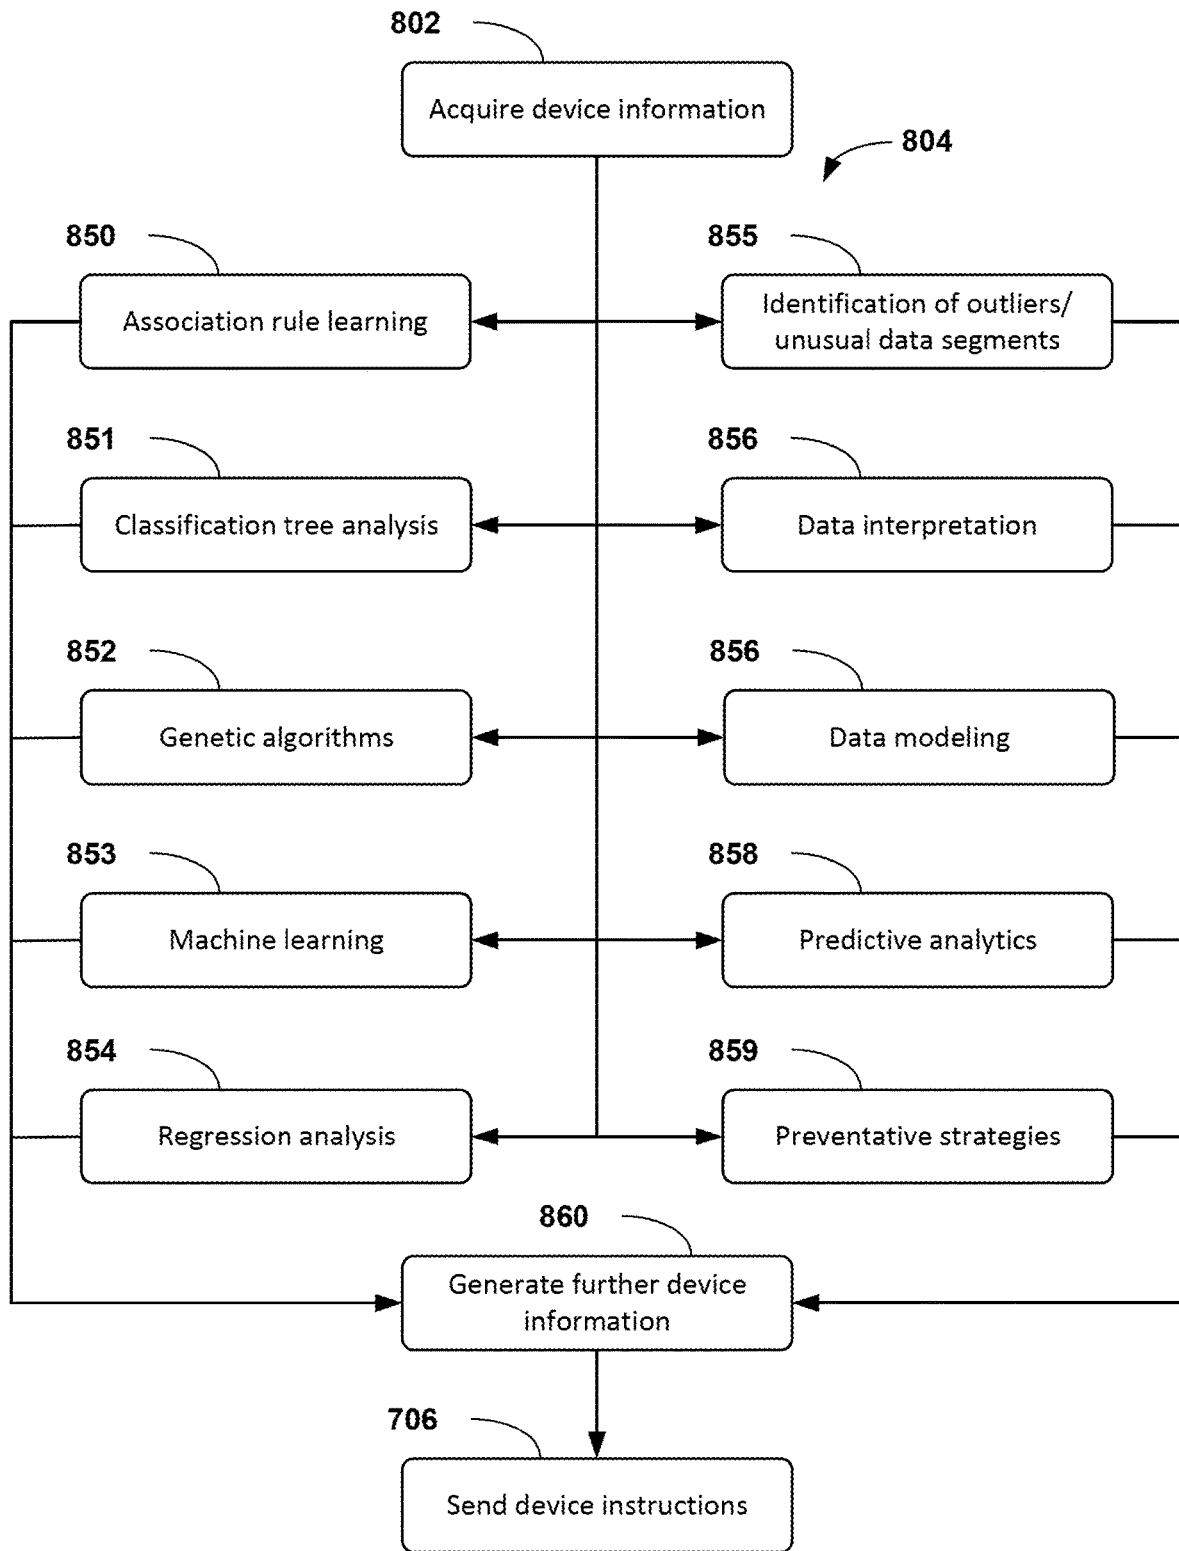 802
Acquire device information
804
850
Association rule learning
855
Identification of outliers/
unusual data segments
851
Classification tree analysis
856
Data interpretation
852
Genetic algorithms
856
Data modeling
853
Machine learning
858
Predictive analytics
854
Regression analysis
859
Preventative strategies
860
Generate further device
information
706
Send device instructions